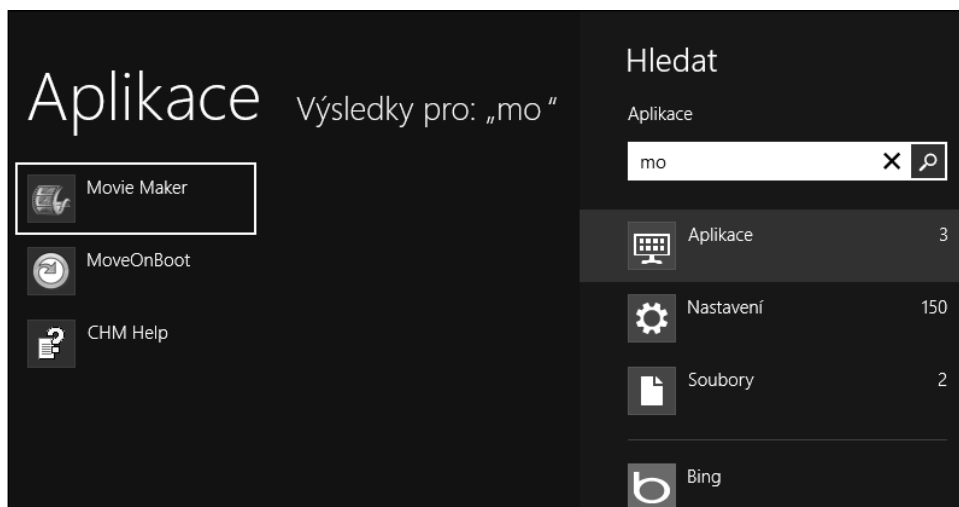 Aplikace Výsledky pro: „mo “
Movie Maker
MoveOnBoot
CHM Help
Hledat
Aplikace
mo
Aplikace 3
Nastavení 150
Soubory 2
Bing